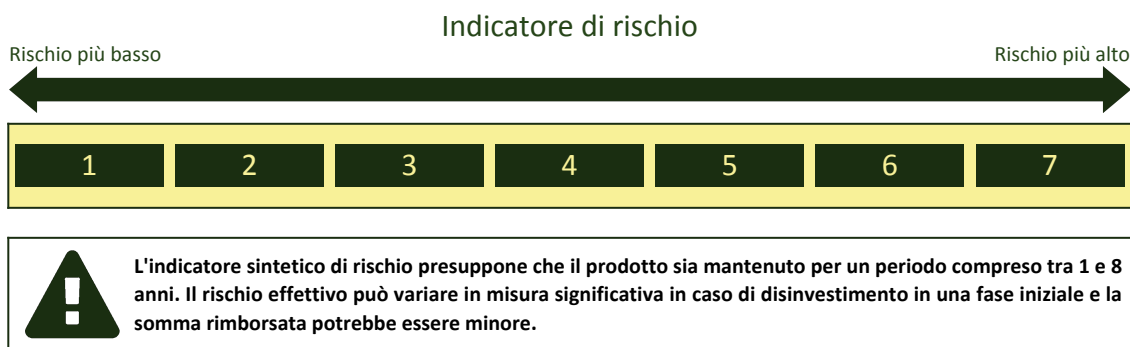 Indicatore di rischio
Rischio più basso
Rischio più alto
1 2 3 4 5 6 7
L'indicatore sintetico di rischio presuppone che il prodotto sia mantenuto per un periodo compreso tra 1 e 8
anni. Il rischio effettivo può variare in misura significativa in caso di disinvestimento in una fase iniziale e la
somma rimborsata potrebbe essere minore.